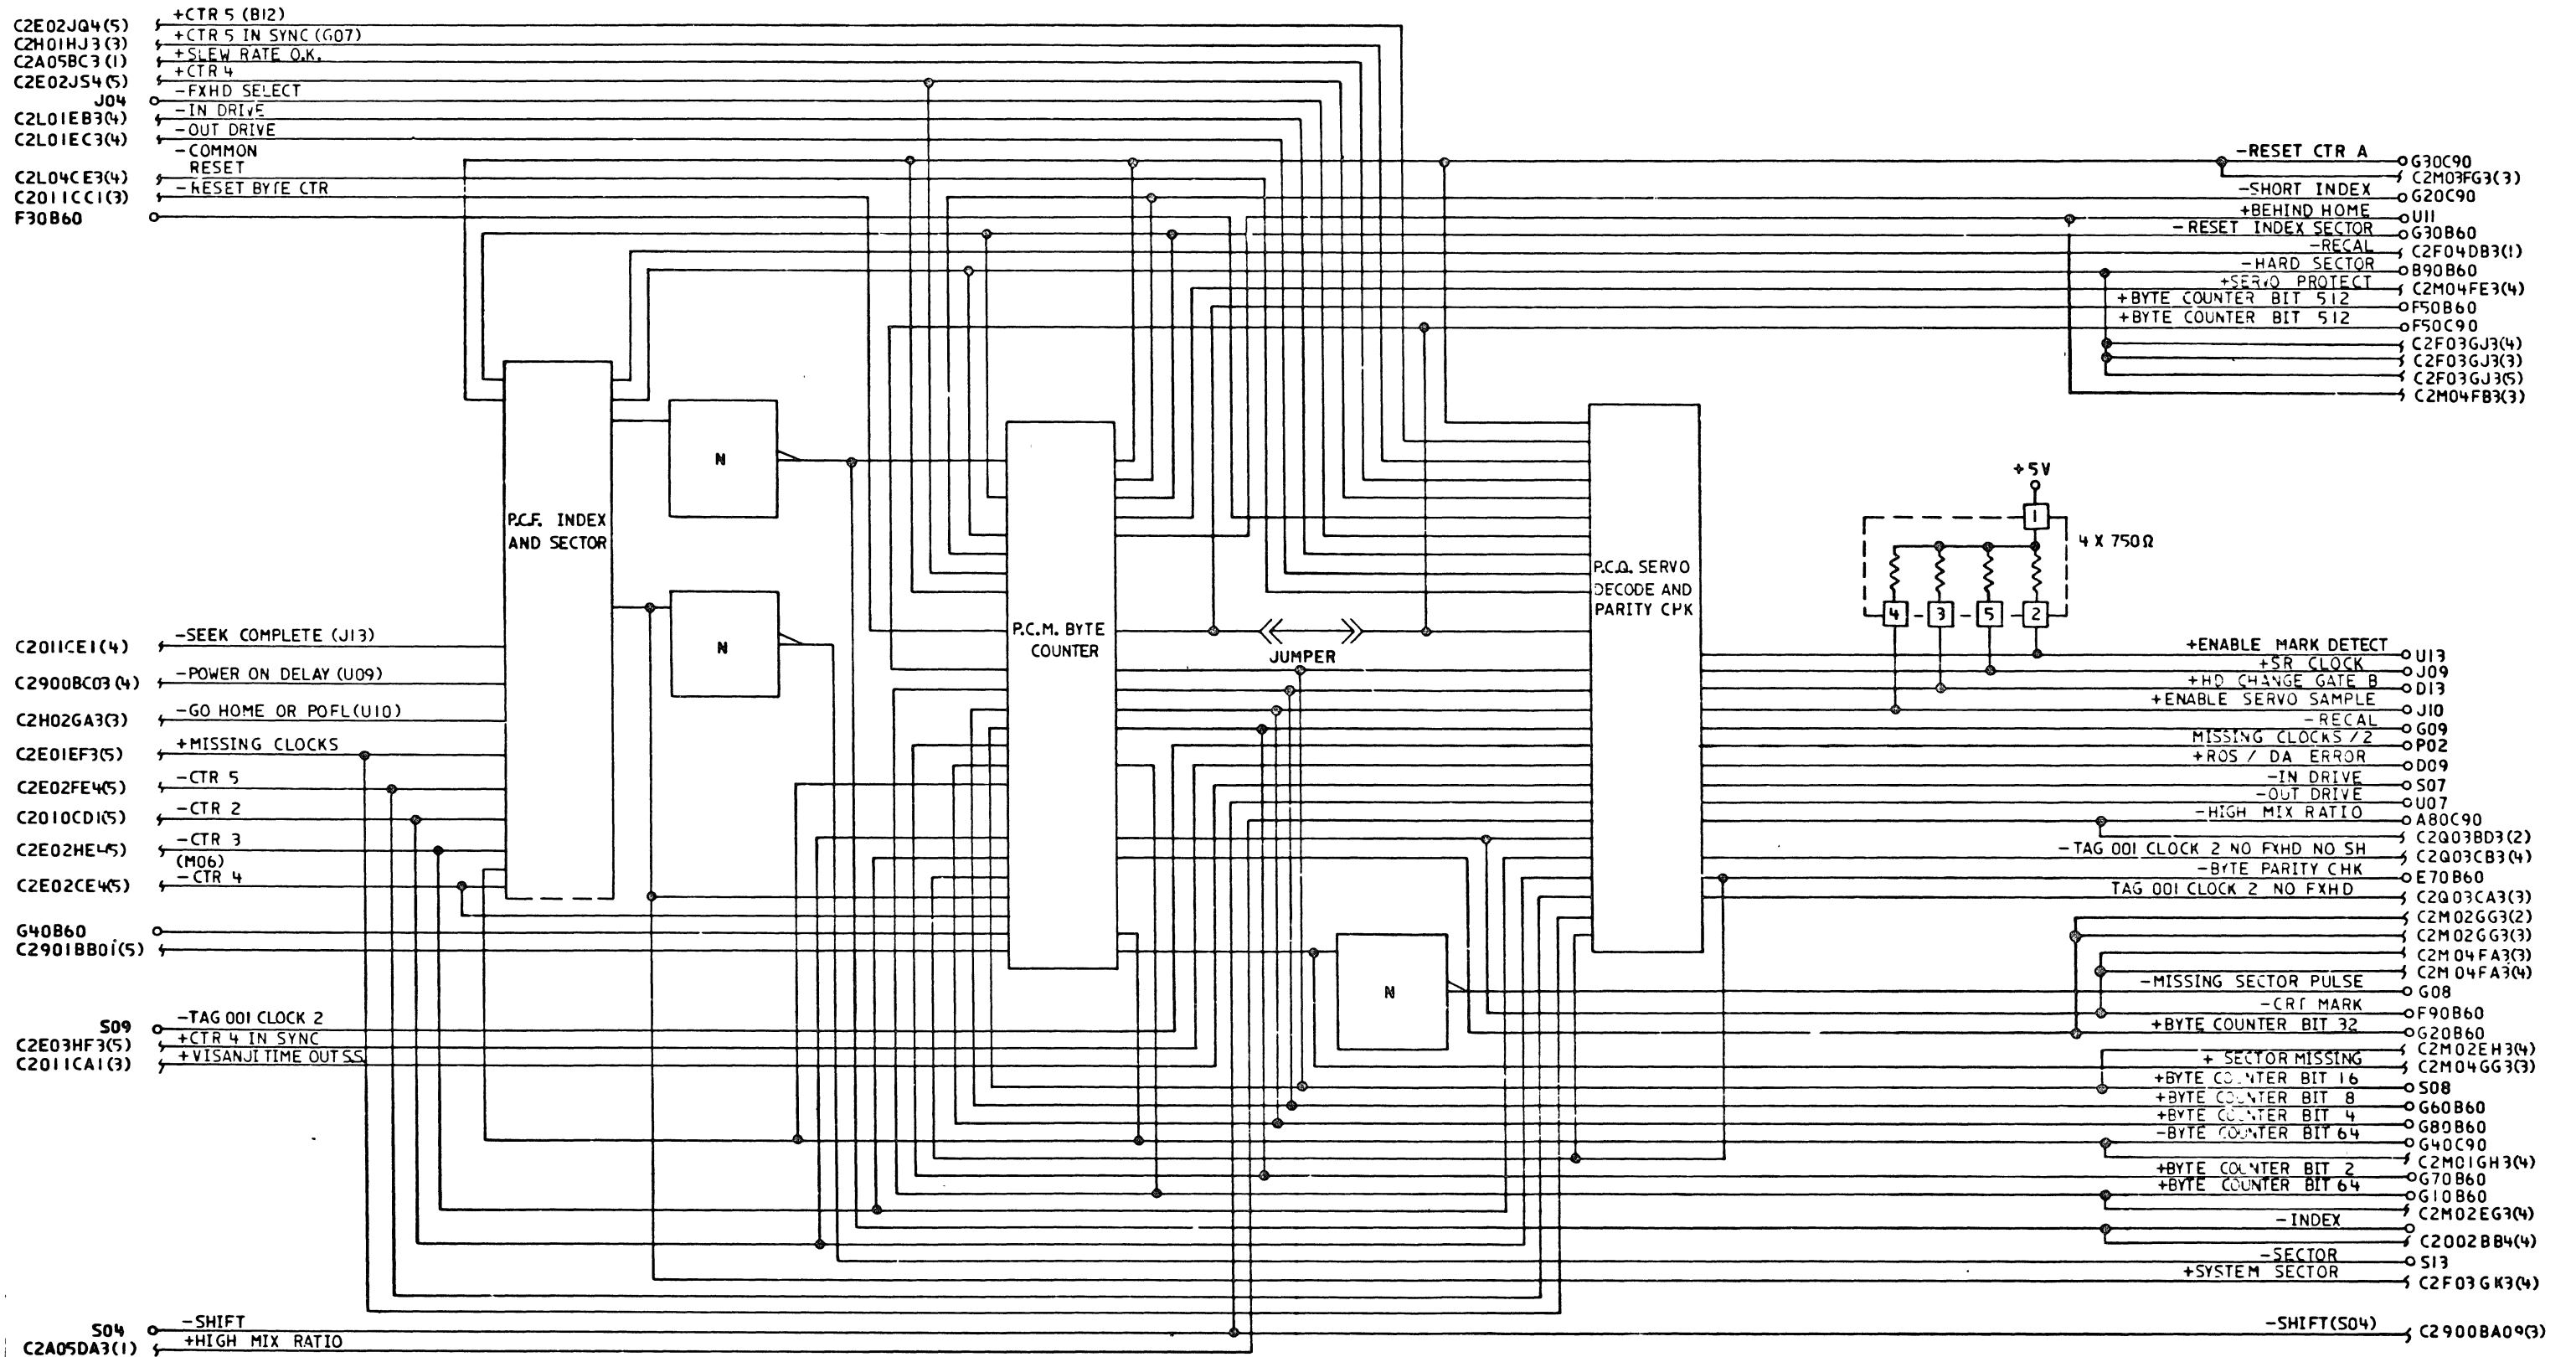 C2E02JQ4(5) +CTR 5 (B12)
C2H01HJ3(3) +CTR 5 IN SYNC (G07)
C2A05BC3(1) +SLEW RATE O.K.
C2E02JS4(5) +CTR 4
J04 -FXHD SELECT
C2L01EB3(4) -IN DRIVE
C2L01EC3(4) -OUT DRIVE
-COMMON
RESET
C2L04CE3(4)
C2011CC1(3) -RESET BYTE CTR
F30B60
-RESET CTR A G30C90
C2M03FG3(3)
-SHORT INDEX G20C90
+BEHIND HOME U11
-RESET INDEX SECTOR G30B60
-RECAL C2F04DB3(1)
-HARD SECTOR B90B60
+SERVO PROTECT C2M04FE3(4)
+BYTE COUNTER BIT 512 F50B60
+BYTE COUNTER BIT 512 F50C90
C2F03GJ3(4)
C2F03GJ3(3)
C2F03GJ3(5)
C2M04FB3(3)
N
P.C.F. INDEX
AND SECTOR
N
P.C.M. BYTE
COUNTER
JUMPER
P.C.Q. SERVO
DECODE AND
PARITY CHK
+5V
1
4 X 750Ω
4 3 5 2
C2011CE1(4) -SEEK COMPLETE (J13)
C2900BC03(4) -POWER ON DELAY (U09)
C2H02GA3(3) -GO HOME OR POFL(U10)
C2E01EF3(5) +MISSING CLOCKS
C2E02FE4(5) -CTR 5
C2010CD1(5) -CTR 2
C2E02HE4(5) -CTR 3
(M06)
C2E02CE4(5) -CTR 4
G40B60
C2901BB01(5)
+ENABLE MARK DETECT U13
+SR CLOCK J09
+HD CHANGE GATE B D13
+ENABLE SERVO SAMPLE J10
-RECAL G09
MISSING CLOCKS/2 P02
+ROS / DA ERROR D09
-IN DRIVE S07
-OUT DRIVE U07
-HIGH MIX RATIO A80C90
C2Q03BD3(2)
-TAG 001 CLOCK 2 NO FXHD NO SH C2Q03CB3(4)
-BYTE PARITY CHK E70B60
TAG 001 CLOCK 2 NO FXHD C2Q03CA3(3)
C2M02GG3(2)
C2M02GG3(3)
C2M04FA3(3)
C2M04FA3(4)
N
-MISSING SECTOR PULSE G08
-CRT MARK F90B60
+BYTE COUNTER BIT 32 G20B60
C2M02EH3(4)
+ SECTOR MISSING C2M04GG3(3)
S09 -TAG 001 CLOCK 2
C2E03HF3(5) +CTR 4 IN SYNC
C2011CA1(3) +VISANJI TIME OUT SS
+BYTE COUNTER BIT 16 S08
+BYTE COUNTER BIT 8 G60B60
+BYTE COUNTER BIT 4 G80B60
-BYTE COUNTER BIT 64 G40C90
C2M01GH3(4)
+BYTE COUNTER BIT 2 G70B60
+BYTE COUNTER BIT 64 G10B60
C2M02EG3(4)
-INDEX
C2002BB4(4)
-SECTOR S13
+SYSTEM SECTOR C2F03GK3(4)
S04 -SHIFT
C2A05DA3(1) +HIGH MIX RATIO
-SHIFT(S04) C2900BA09(3)